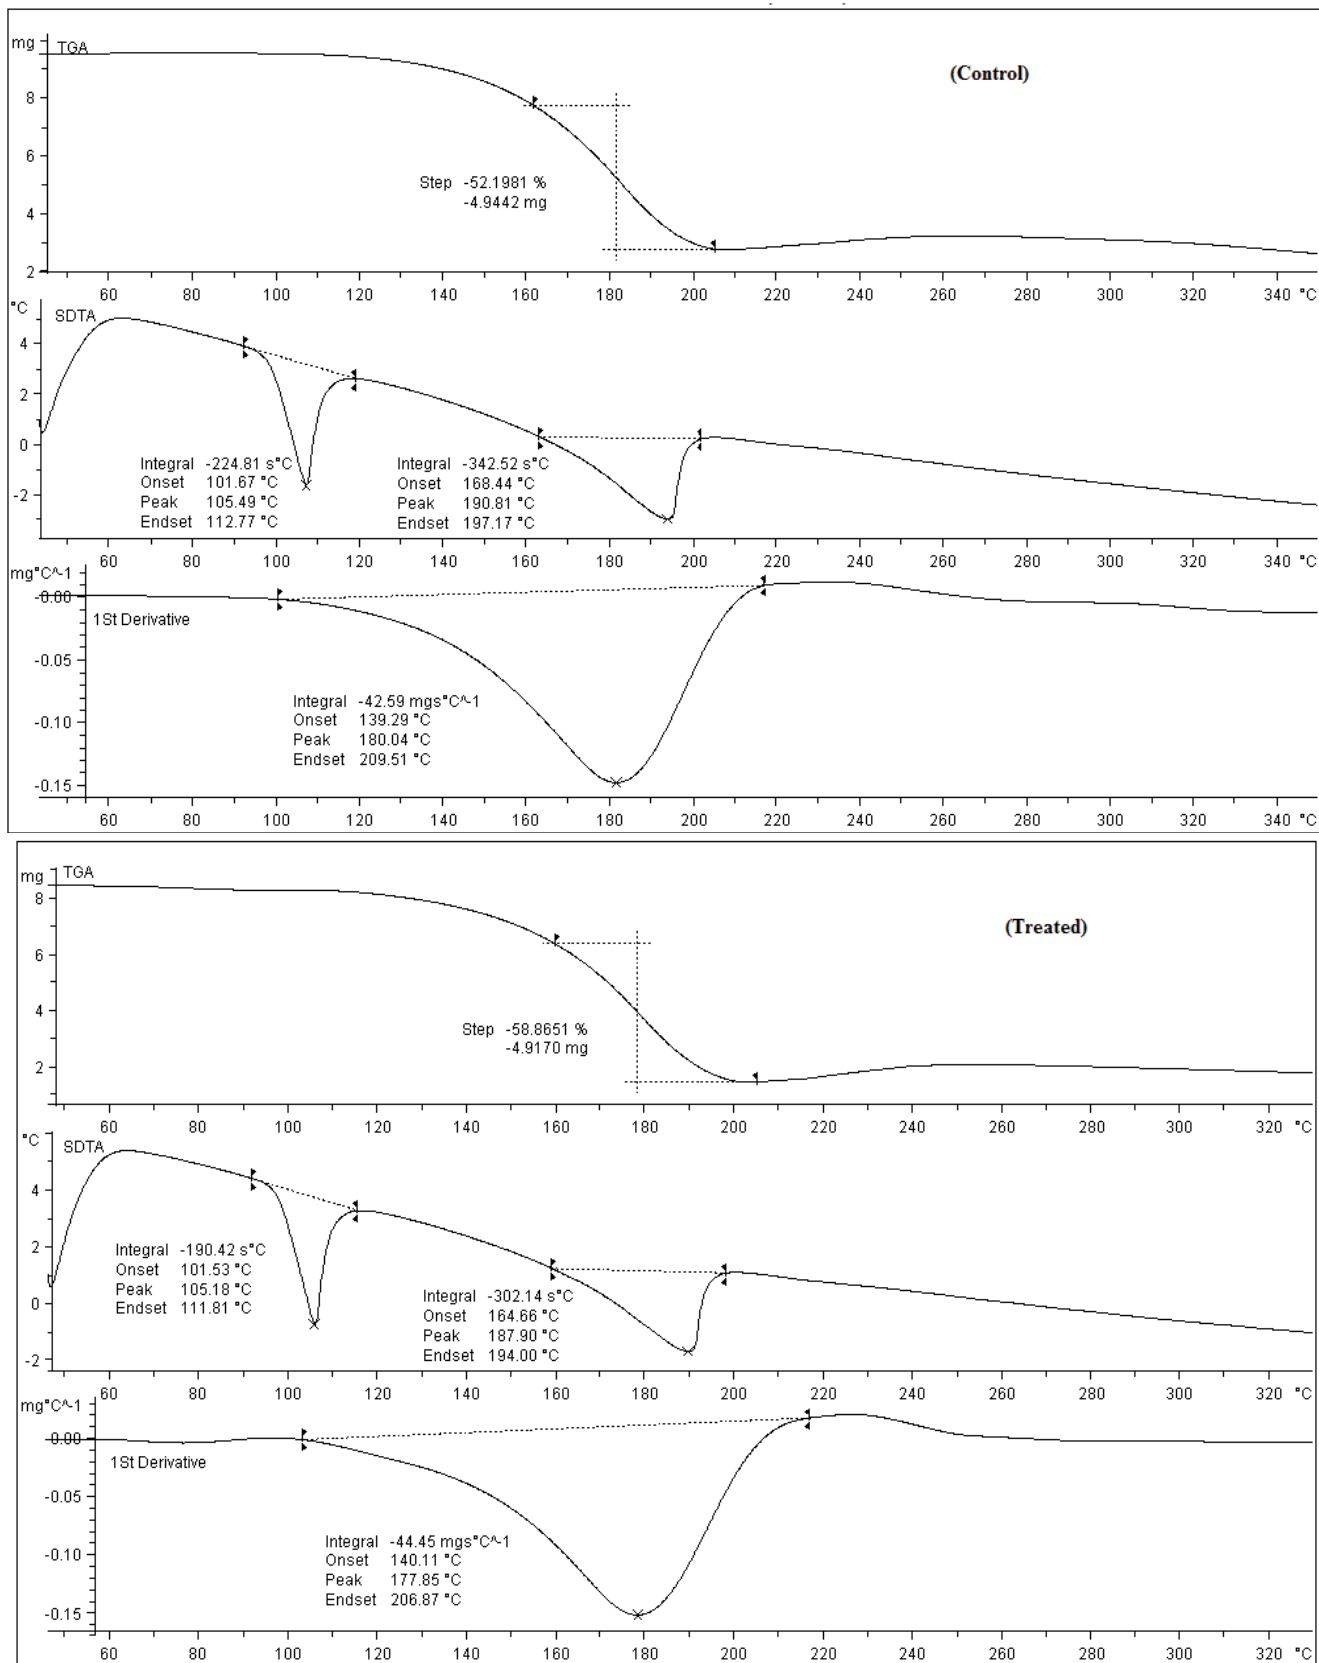 mg TGA
(Control)
8
6
4
2
Step -52.1981 %
-4.9442 mg
60 80 100 120 140 160 180 200 220 240 260 280 300 320 340 °C
°C SDTA
4
2
0
-2
Integral -224.81 s°C
Onset 101.67 °C
Peak 105.49 °C
Endset 112.77 °C
Integral -342.52 s°C
Onset 168.44 °C
Peak 190.81 °C
Endset 197.17 °C
60 80 100 120 140 160 180 200 220 240 260 280 300 320 340 °C
mg°C^-1
-0.00
1St Derivative
-0.05
-0.10
-0.15
Integral -42.59 mgs°C^-1
Onset 139.29 °C
Peak 180.04 °C
Endset 209.51 °C
60 80 100 120 140 160 180 200 220 240 260 280 300 320 340 °C
mg TGA
(Treated)
8
6
4
2
Step -58.8651 %
-4.9170 mg
60 80 100 120 140 160 180 200 220 240 260 280 300 320 °C
°C SDTA
4
2
0
-2
Integral -190.42 s°C
Onset 101.53 °C
Peak 105.18 °C
Endset 111.81 °C
Integral -302.14 s°C
Onset 164.66 °C
Peak 187.90 °C
Endset 194.00 °C
60 80 100 120 140 160 180 200 220 240 260 280 300 320 °C
mg°C^-1
-0.00
1St Derivative
-0.05
-0.10
-0.15
Integral -44.45 mgs°C^-1
Onset 140.11 °C
Peak 177.85 °C
Endset 206.87 °C
60 80 100 120 140 160 180 200 220 240 260 280 300 320 °C